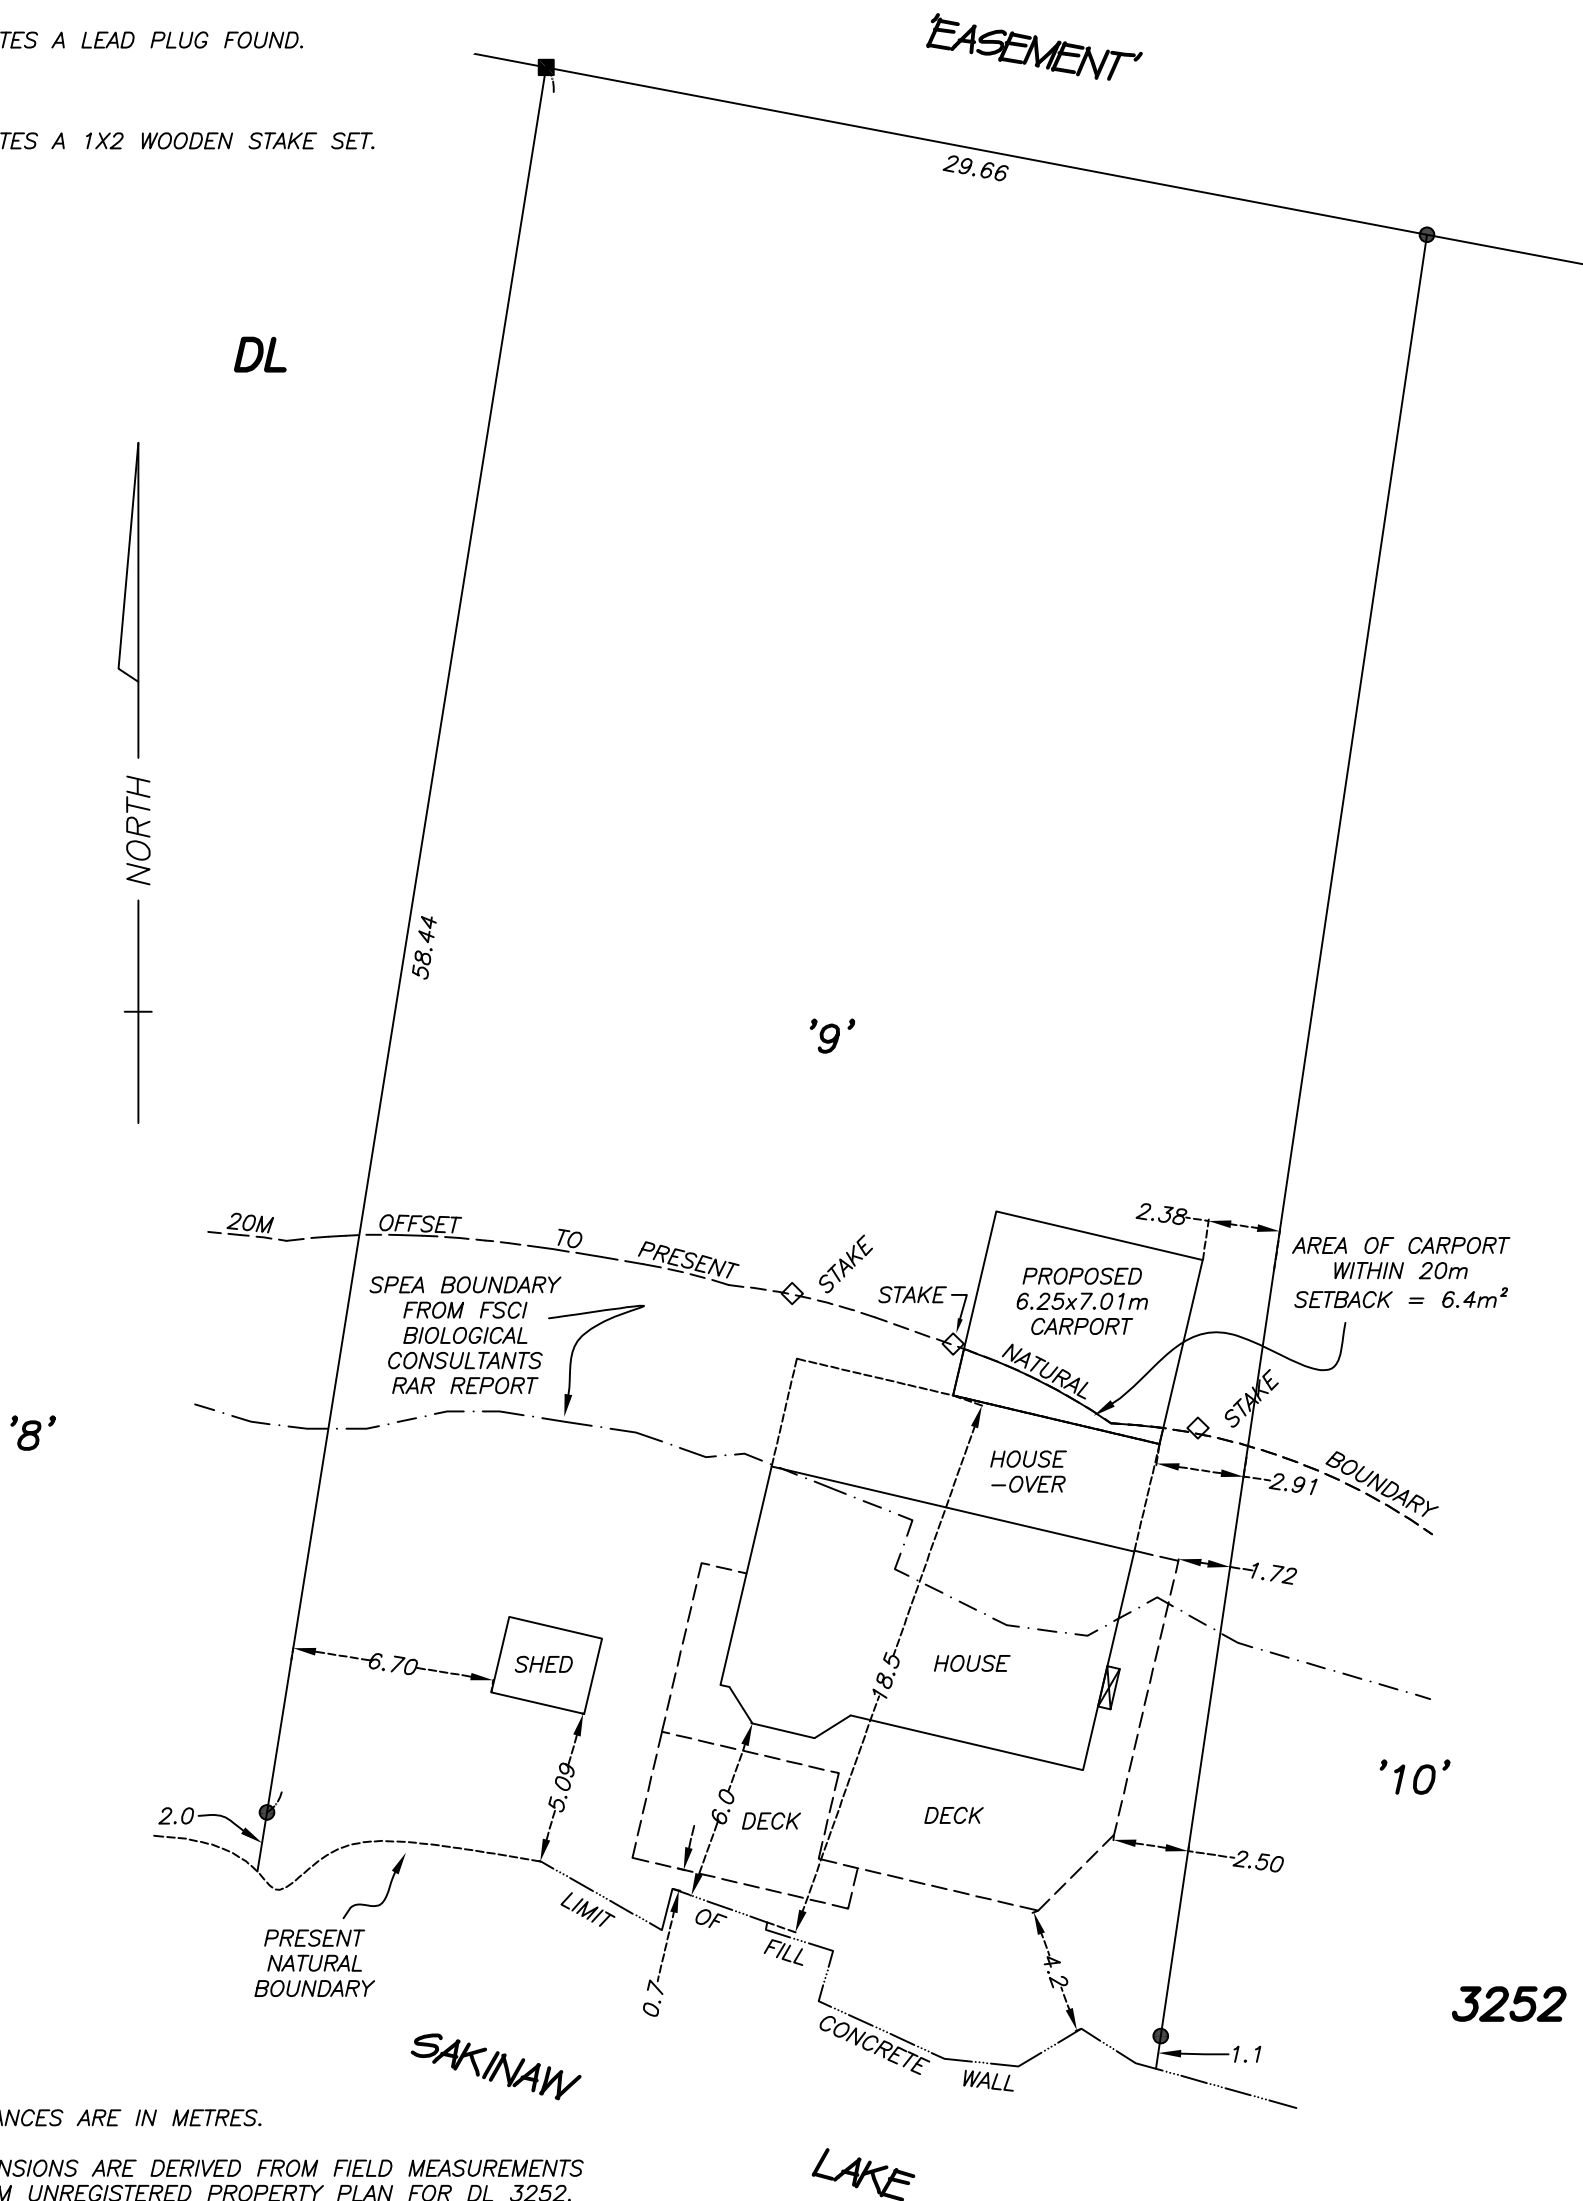 TES A LEAD PLUG FOUND.
'EASEMENT'
TES A 1X2 WOODEN STAKE SET.
29.66
DL
NORTH
58.44
'9'
20M OFFSET TO PRESENT NATURAL BOUNDARY
STAKE
STAKE
STAKE
2.38
PROPOSED
6.25x7.01m
CARPORT
AREA OF CARPORT
WITHIN 20m
SETBACK = 6.4m²
SPEA BOUNDARY
FROM FSCI
BIOLOGICAL
CONSULTANTS
RAR REPORT
'8'
HOUSE
-OVER
2.91
1.72
6.70
SHED
18.5
HOUSE
'10'
5.09
6.0
DECK
DECK
2.0
2.50
LIMIT OF FILL
PRESENT
NATURAL
BOUNDARY
0.7
4.2
3252
CONCRETE WALL
1.1
SAKINAW
LAKE
ANCES ARE IN METRES.
NSIONS ARE DERIVED FROM FIELD MEASUREMENTS
M UNREGISTERED PROPERTY PLAN FOR DL 3252.